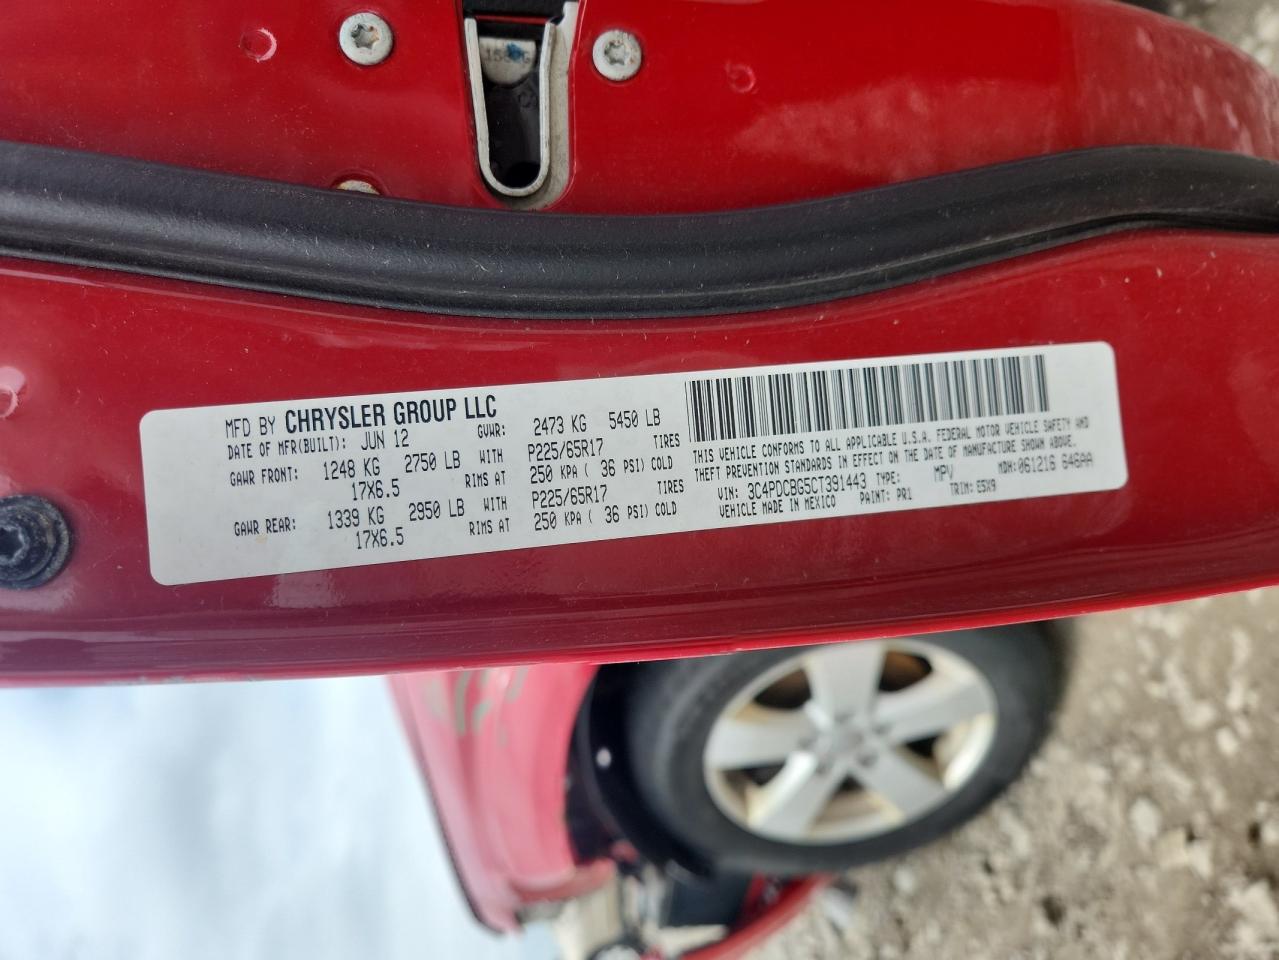 MFD BY CHRYSLER GROUP LLC
DATE OF MFR(BUILT): JUN 12 GVWR: 2473 KG 5450 LB
GAWR FRONT: 1248 KG 2750 LB WITH P225/65R17 TIRES
17X6.5 RIMS AT 250 KPA ( 36 PSI) COLD
GAWR REAR: 1339 KG 2950 LB WITH P225/65R17 TIRES
17X6.5 RIMS AT 250 KPA ( 36 PSI) COLD
THIS VEHICLE CONFORMS TO ALL APPLICABLE U.S.A. FEDERAL MOTOR VEHICLE SAFETY AND
THEFT PREVENTION STANDARDS IN EFFECT ON THE DATE OF MANUFACTURE SHOWN ABOVE.
VIN: 3C4PDCBG5CT391443 TYPE: MPV MDH: 061216 646AA
VEHICLE MADE IN MEXICO PAINT: PR1 TRIM: E5X9